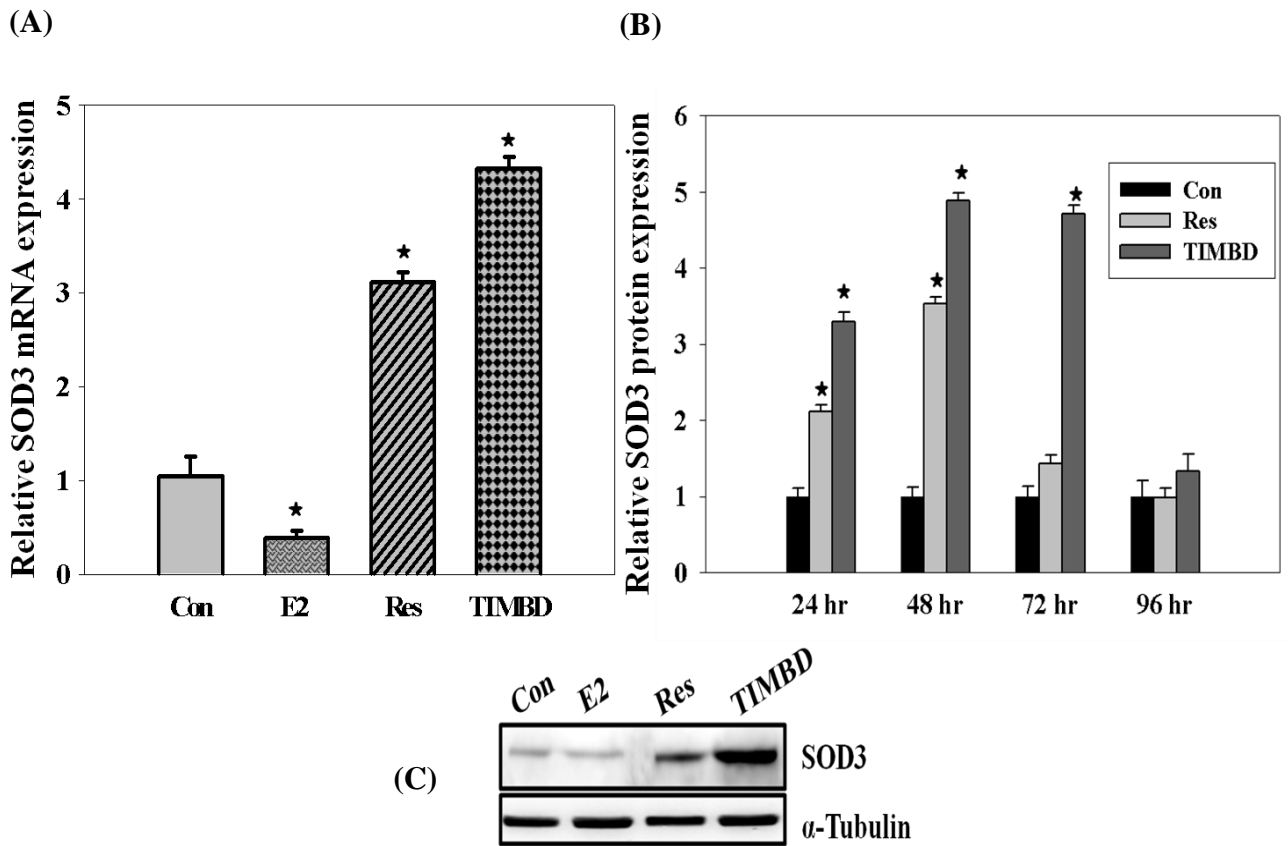 (A)
Relative SOD3 mRNA expression
5
4
3
2
1
0
Con E2 Res TIMBD
(B)
Relative SOD3 protein expression
6
5
4
3
2
1
0
Con
Res
TIMBD
24 hr 48 hr 72 hr 96 hr
(C)
Con E2 Res TIMBD
SOD3
α-Tubulin